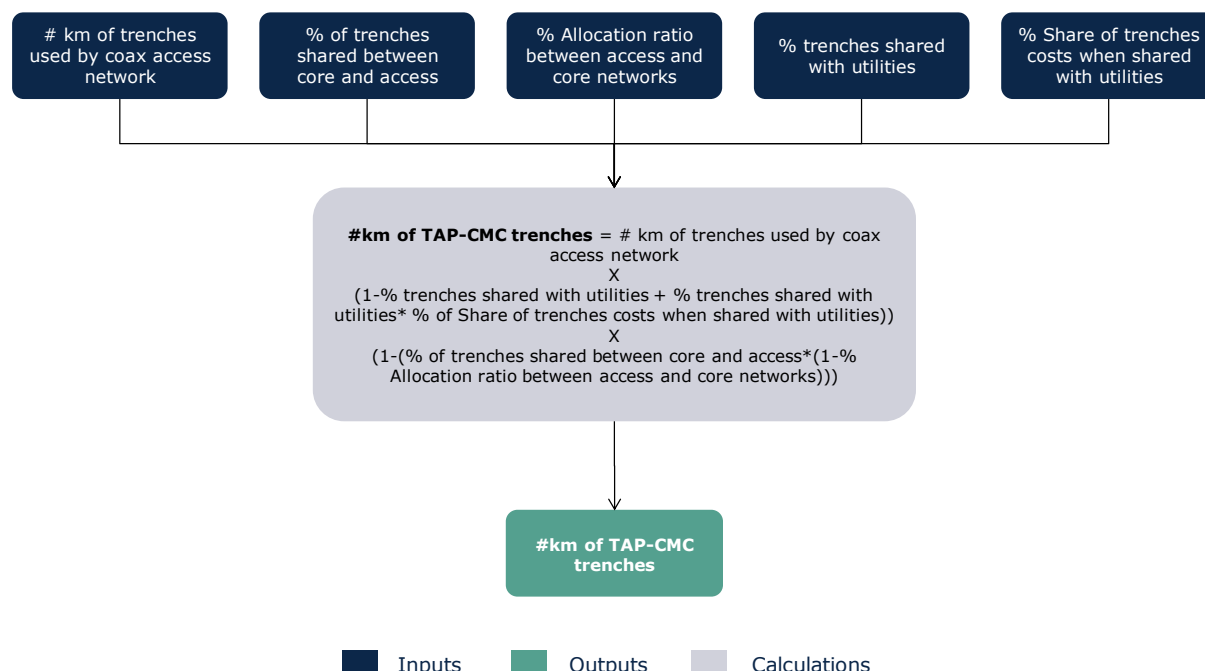 # km of trenches
used by coax access
network
% of trenches
shared between
core and access
% Allocation ratio
between access and
core networks
% trenches shared
with utilities
% Share of trenches
costs when shared
with utilities
#km of TAP-CMC trenches = # km of trenches used by coax
access network
X
(1-% trenches shared with utilities + % trenches shared with
utilities* % of Share of trenches costs when shared with utilities))
X
(1-(% of trenches shared between core and access*(1-%
Allocation ratio between access and core networks)))
#km of TAP-CMC
trenches
Inputs
Outputs
Calculations